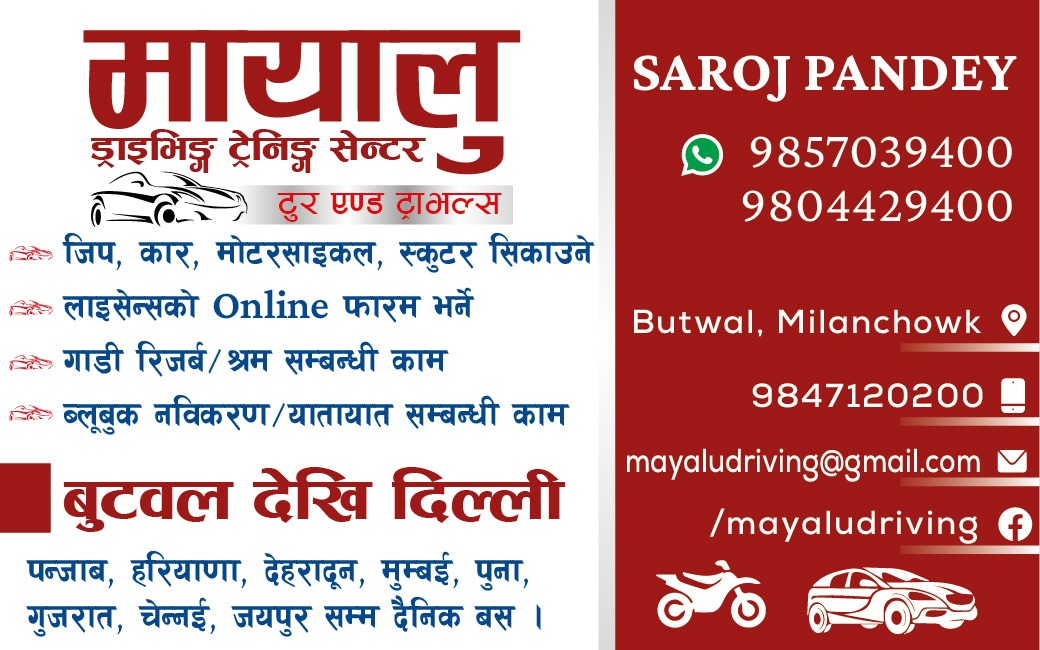 मायालु
ड्राइभिङ्ग ट्रेनिङ्ग सेन्टर
टुर एण्ड ट्राभल्स
जिप, कार, मोटरसाइकल, स्कुटर सिकाउने
लाइसेन्सको Online फारम भर्ने
गाडी रिजर्ब/श्रम सम्बन्धी काम
ब्लूबुक नविकरण/यातायात सम्बन्धी काम
बुटवल देखि दिल्ली
पन्जाब, हरियाणा, देहरादून, मुम्बई, पुना,
गुजरात, चेन्नई, जयपुर सम्म दैनिक बस ।
SAROJ PANDEY
9857039400
9804429400
Butwal, Milanchowk
9847120200
mayaludriving@gmail.com
/mayaludriving